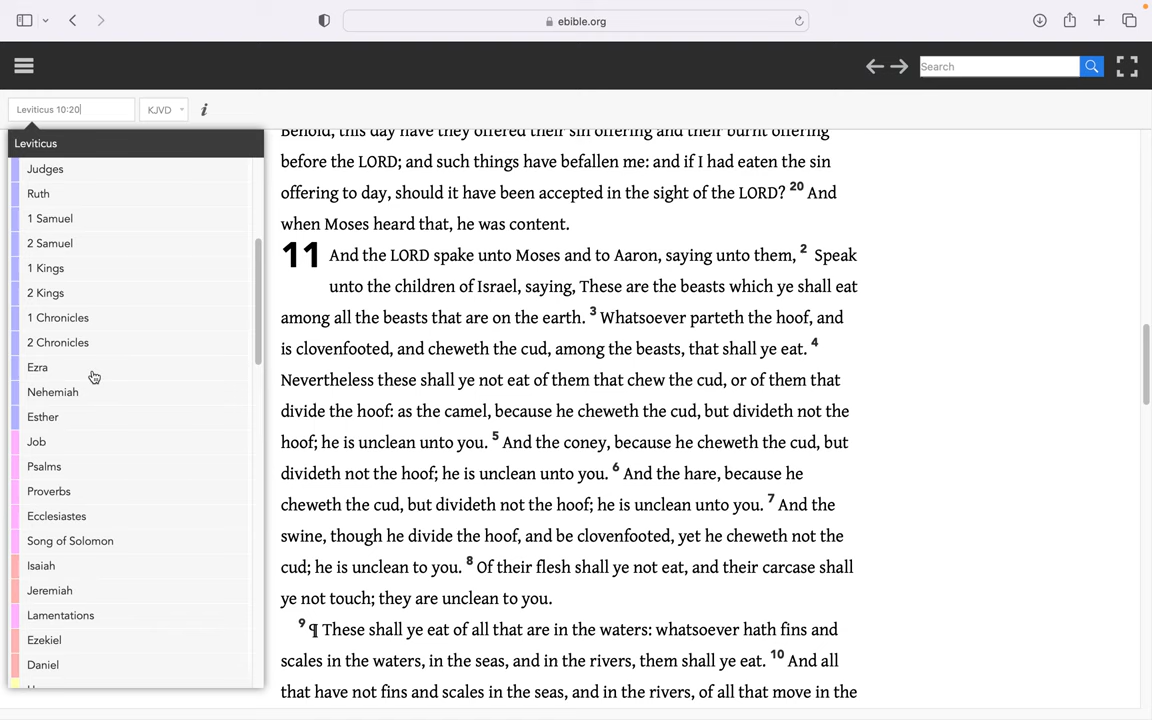 ebible.org
Search
Leviticus 10:20
KJVD
i
Leviticus
Judges
Ruth
1 Samuel
2 Samuel
1 Kings
2 Kings
1 Chronicles
2 Chronicles
Ezra
Nehemiah
Esther
Job
Psalms
Proverbs
Ecclesiastes
Song of Solomon
Isaiah
Jeremiah
Lamentations
Ezekiel
Daniel
Behold, this day have they offered their sin offering and their burnt offering
before the LORD; and such things have befallen me: and if I had eaten the sin
offering to day, should it have been accepted in the sight of the LORD? 20 And
when Moses heard that, he was content.
11 And the LORD spake unto Moses and to Aaron, saying unto them, 2 Speak
unto the children of Israel, saying, These are the beasts which ye shall eat
among all the beasts that are on the earth. 3 Whatsoever parteth the hoof, and
is clovenfooted, and cheweth the cud, among the beasts, that shall ye eat. 4
Nevertheless these shall ye not eat of them that chew the cud, or of them that
divide the hoof: as the camel, because he cheweth the cud, but divideth not the
hoof; he is unclean unto you. 5 And the coney, because he cheweth the cud, but
divideth not the hoof; he is unclean unto you. 6 And the hare, because he
cheweth the cud, but divideth not the hoof; he is unclean unto you. 7 And the
swine, though he divide the hoof, and be clovenfooted, yet he cheweth not the
cud; he is unclean to you. 8 Of their flesh shall ye not eat, and their carcase shall
ye not touch; they are unclean to you.
9 ¶ These shall ye eat of all that are in the waters: whatsoever hath fins and
scales in the waters, in the seas, and in the rivers, them shall ye eat. 10 And all
that have not fins and scales in the seas, and in the rivers, of all that move in the